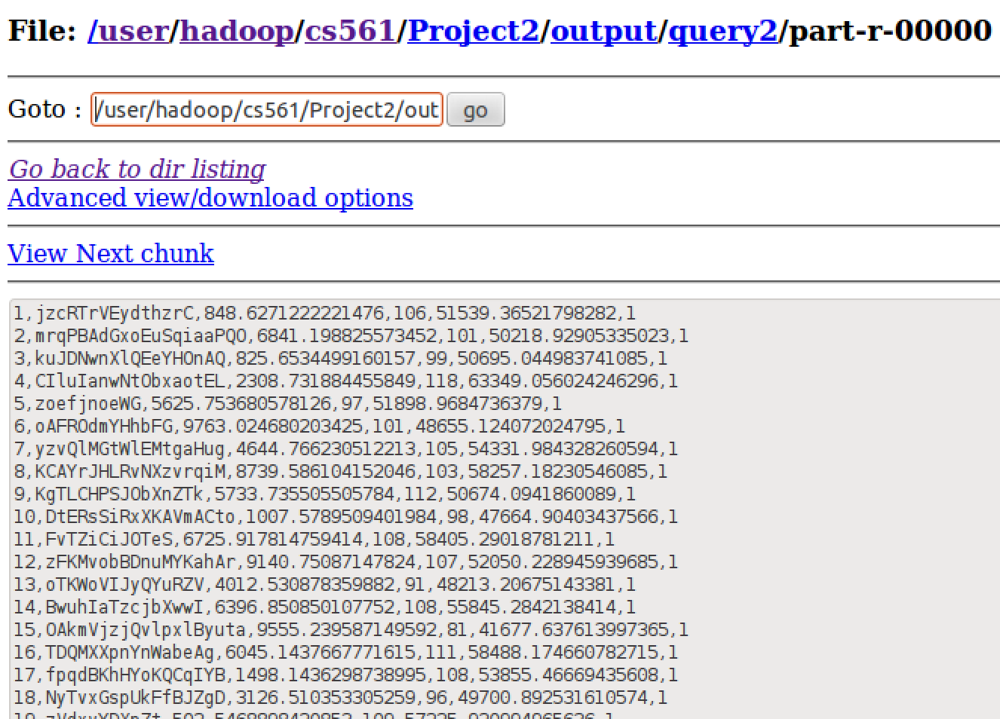 File: /user/hadoop/cs561/Project2/output/query2/part-r-00000
Goto : /user/hadoop/cs561/Project2/out go
Go back to dir listing
Advanced view/download options
View Next chunk
1,jzcRTrVEydthzrC,848.6271222221476,106,51539.36521798282,1
2,mrqPBAdGxoEuSqiaaPQO,6841.198825573452,101,50218.92905335023,1
3,kuJDNwnXlQEeYHOnAQ,825.6534499160157,99,50695.044983741085,1
4,CIluIanwNtObxaotEL,2308.731884455849,118,63349.056024246296,1
5,zoefjnoeWG,5625.753680578126,97,51898.9684736379,1
6,oAFROdmYHhbFG,9763.024680203425,101,48655.124072024795,1
7,yzvQlMGtWlEMtgaHug,4644.766230512213,105,54331.984328260594,1
8,KCAYrJHLRvNXzvrqiM,8739.586104152046,103,58257.18230546085,1
9,KgTLCHPSJObXnZTk,5733.735505505784,112,50674.0941860089,1
10,DtERsSiRxXKAVmACto,1007.5789509401984,98,47664.90403437566,1
11,FvTZiCiJOTeS,6725.917814759414,108,58405.29018781211,1
12,zFKMvobBDnuMYKahAr,9140.75087147824,107,52050.228945939685,1
13,oTKWoVIJyQYuRZV,4012.530878359882,91,48213.20675143381,1
14,BwuhIaTzcjbXwwI,6396.850850107752,108,55845.2842138414,1
15,OAkmVjzjQvlpxlByuta,9555.239587149592,81,41677.637613997365,1
16,TDQMXXpnYnWabeAg,6045.1437667771615,111,58488.174660782715,1
17,fpqdBKhHYoKQCqIYB,1498.1436298738995,108,53855.46669435608,1
18,NyTvxGspUkFfBJZgD,3126.510353305259,96,49700.892531610574,1